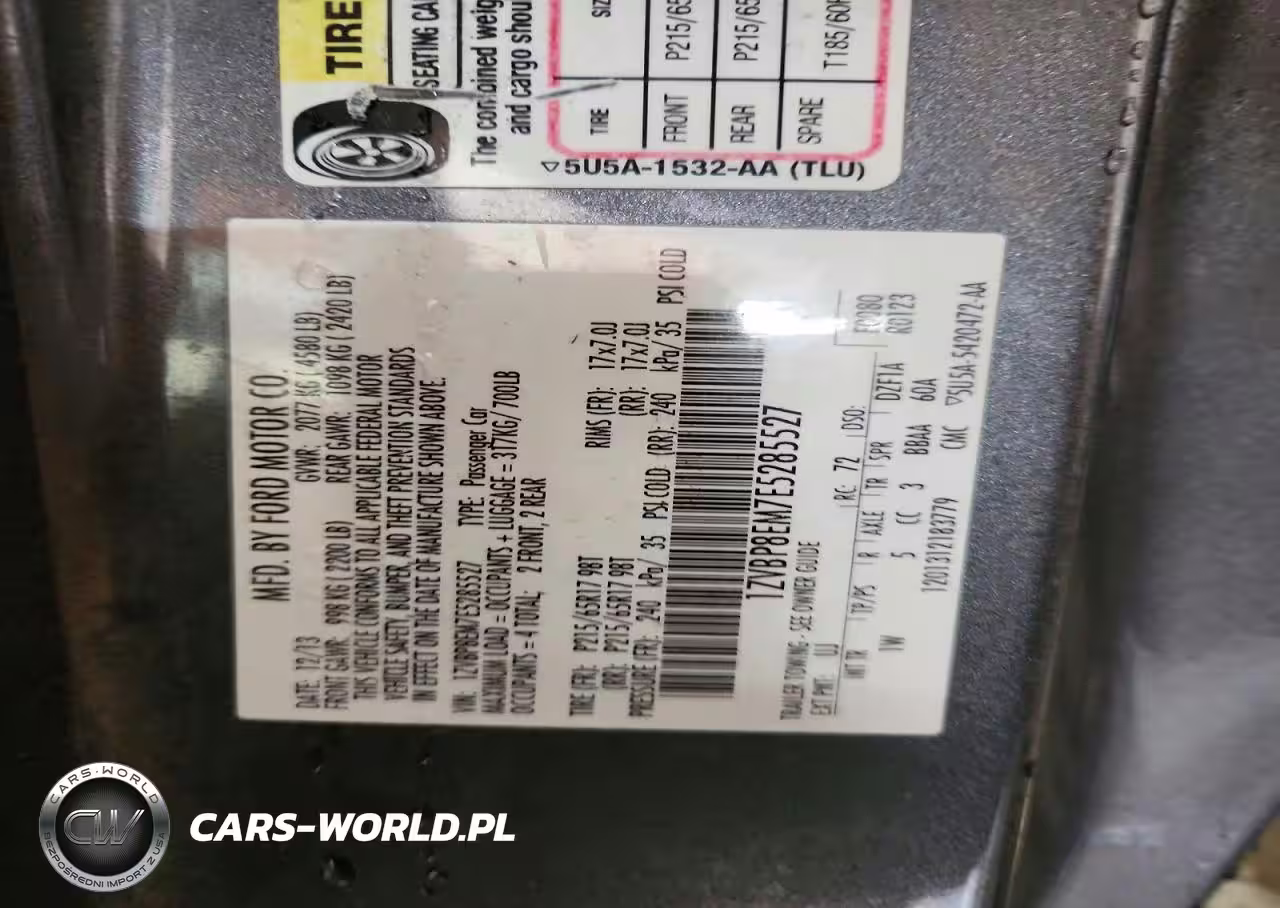 TIRE
SEATING CA
The combined weig
and cargo shou
TIRE SIZ
FRONT P215/65
REAR P215/65
SPARE T185/60
▽5U5A-1532-AA (TLU)
MFD. BY FORD MOTOR CO.
DATE: 12/13 GVWR: 2077 KG ( 4580 LB)
FRONT GAWR: 998 KG ( 2200 LB) REAR GAWR: 1098 KG ( 2420 LB)
THIS VEHICLE CONFORMS TO ALL APPLICABLE FEDERAL MOTOR
VEHICLE SAFETY, BUMPER, AND THEFT PREVENTION STANDARDS
IN EFFECT ON THE DATE OF MANUFACTURE SHOWN ABOVE.
VIN: 1ZVBP8EM7E5285527 TYPE: Passenger Car
MAXIMUM LOAD = OCCUPANTS + LUGGAGE = 317KG/700LB
OCCUPANTS = 4 TOTAL; 2 FRONT, 2 REAR
TIRE (FR): P215/65R17 98T RIMS (FR): 17x7.0J
(RR): P215/65R17 98T (RR): 17x7.0J
PRESSURE (FR): 240 kPa/ 35 PSI COLD (RR): 240 kPa/ 35 PSI COLD
1ZVBP8EM7E5285527
TRAILER TOWING - SEE OWNER GUIDE
EXT PNT: UJ RC: 72 DSO: F0280
INT TR TP/PS R AXLE TR SPR DZF1A R0123
1W 5 CC 3 BBAA 60A
1201312183779 CMC ▽5U5A-5420472-AA
CARS-WORLD
CW
BEZPOŚREDNI IMPORT Z USA
CARS-WORLD.PL